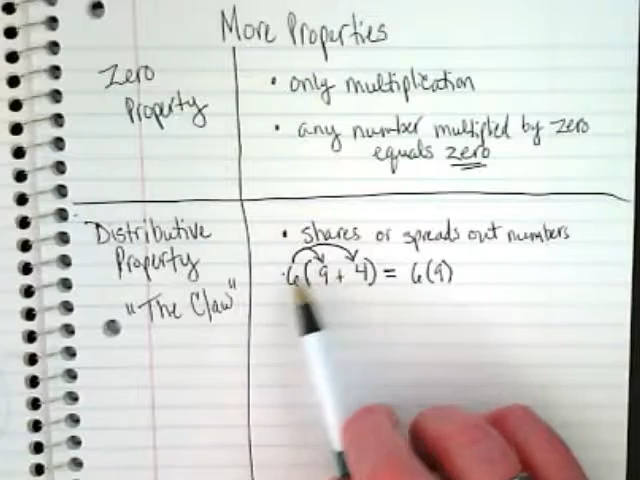 More Properties
Zero
Property
• only multiplication
• any number multiplied by zero
equals zero
Distributive
Property
"The Claw"
• shares or spreads out numbers
6(9 + 4) = 6(9)